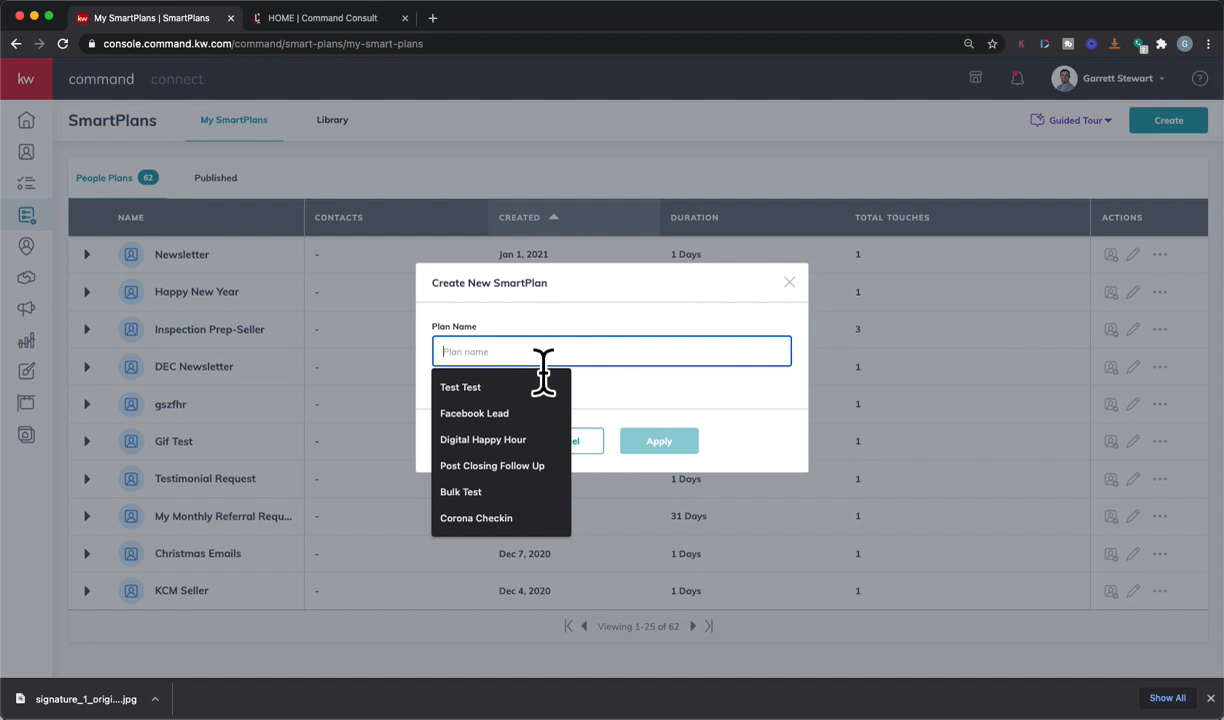 kw My SmartPlans | SmartPlans
HOME | Command Consult
console.command.kw.com/command/smart-plans/my-smart-plans
G
kw command connect
Garrett Stewart
SmartPlans My SmartPlans Library Guided Tour Create
People Plans 62 Published
NAME CONTACTS CREATED DURATION TOTAL TOUCHES ACTIONS
Newsletter - Jan 1, 2021 1 Days 1
Happy New Year - 1
Inspection Prep-Seller - 3
DEC Newsletter - 1
gszfhr - 1
Gif Test - 1
Testimonial Request - 1 Days 1
My Monthly Referral Requ... - 31 Days 1
Christmas Emails - Dec 7, 2020 1 Days 1
KCM Seller - Dec 4, 2020 1 Days 1
Viewing 1-25 of 62
Create New SmartPlan
Plan Name
Plan name
Test Test
Facebook Lead
Digital Happy Hour
Post Closing Follow Up
Bulk Test
Corona Checkin
Apply
signature_1_origi....jpg
Show All